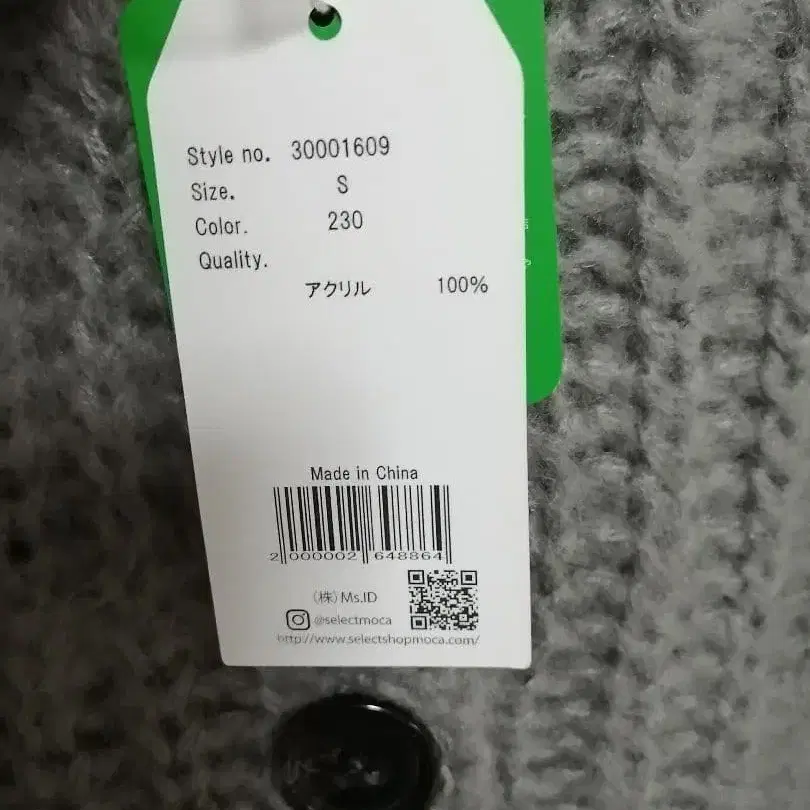 Style no. 30001609
Size. S
Color. 230
Quality.
アクリル 100%
Made in China
2 000002 648864
(株) Ms.ID
@selectmoca
http://www.selectshopmoca.com/